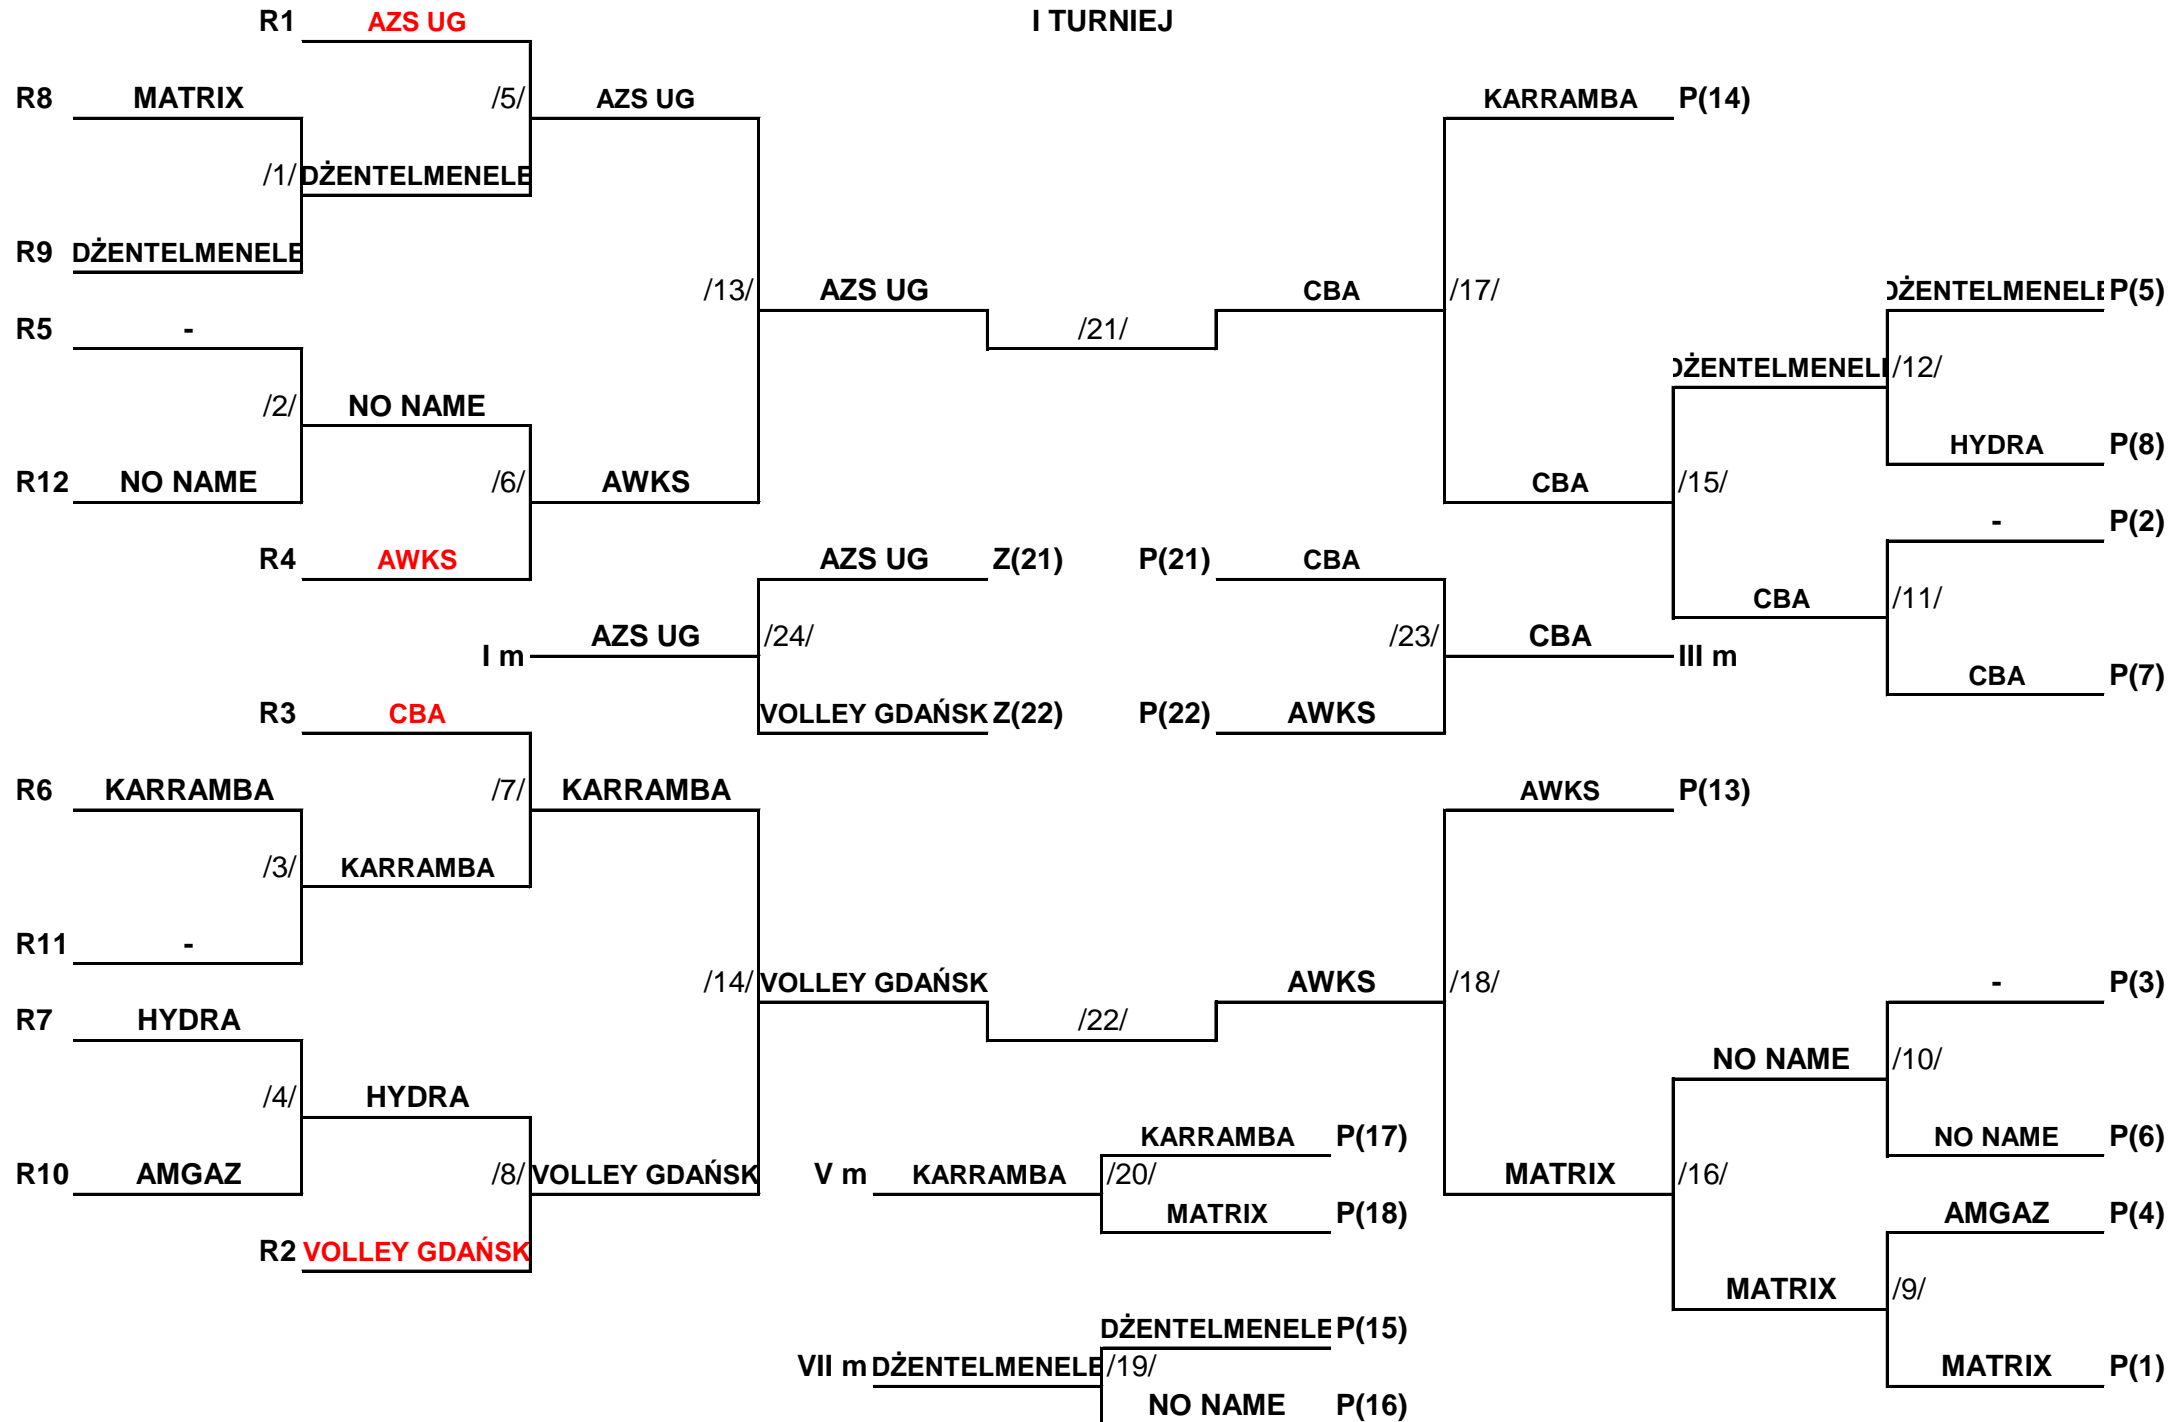 R1 AZS UG I TURNIEJ
R8 MATRIX /5/ AZS UG KARRAMBA P(14)
/1/ DŻENTELMENELE
R9 DŻENTELMENELE
/13/ AZS UG CBA /17/ DŻENTELMENELE P(5)
R5 - /21/
DŻENTELMENELE /12/
/2/ NO NAME
HYDRA P(8)
R12 NO NAME /6/ AWKS CBA /15/
- P(2)
R4 AWKS AZS UG Z(21) P(21) CBA
CBA /11/
I m AZS UG /24/ /23/ CBA III m
CBA P(7)
R3 CBA VOLLEY GDAŃSK Z(22) P(22) AWKS
R6 KARRAMBA /7/ KARRAMBA AWKS P(13)
/3/ KARRAMBA
R11 -
/14/ VOLLEY GDAŃSK AWKS /18/ - P(3)
R7 HYDRA /22/
NO NAME /10/
/4/ HYDRA
KARRAMBA P(17) NO NAME P(6)
R10 AMGAZ /8/ VOLLEY GDAŃSK V m KARRAMBA /20/ MATRIX /16/
MATRIX P(18) AMGAZ P(4)
R2 VOLLEY GDAŃSK
MATRIX /9/
DŻENTELMENELE P(15)
VII m DŻENTELMENELE /19/ MATRIX P(1)
NO NAME P(16)